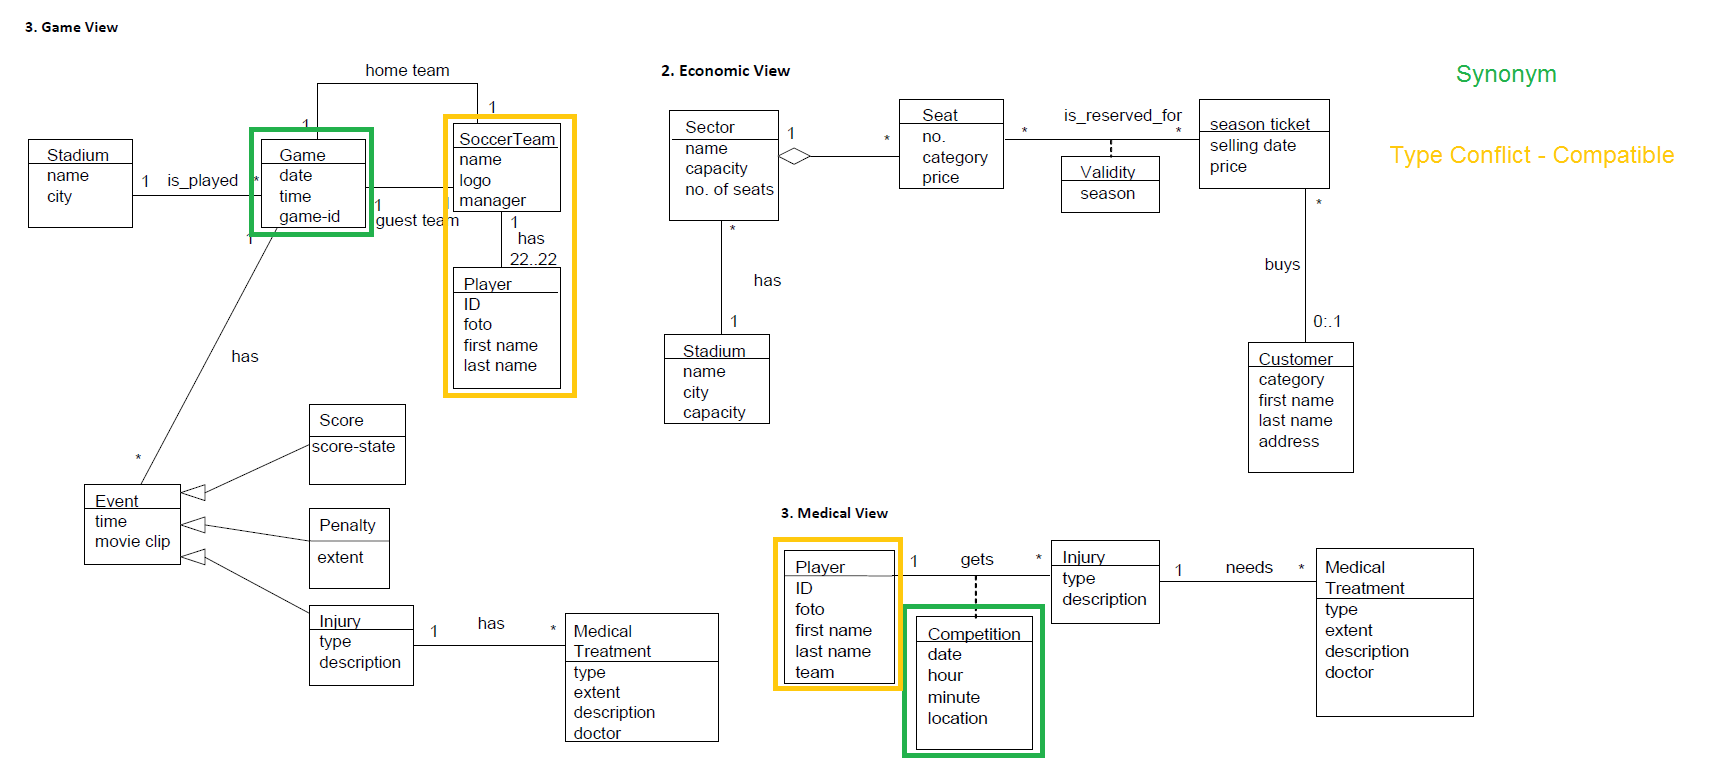 3. Game View
home team
1
1
Stadium
name
city
1
is_played
*
Game
date
time
game-id
1
guest team
SoccerTeam
name
logo
manager
1
has
22..22
Player
ID
foto
first name
last name
1
has
*
Event
time
movie clip
Score
score-state
Penalty
extent
Injury
type
description
1
has
*
Medical
Treatment
type
extent
description
doctor
2. Economic View
Sector
name
capacity
no. of seats
1
*
Seat
no.
category
price
*
is_reserved_for
*
Validity
season
season ticket
selling date
price
*
buys
0:.1
Customer
category
first name
last name
address
*
has
1
Stadium
name
city
capacity
Synonym
Type Conflict - Compatible
3. Medical View
Player
ID
foto
first name
last name
team
1
gets
*
Competition
date
hour
minute
location
Injury
type
description
1
needs
*
Medical
Treatment
type
extent
description
doctor